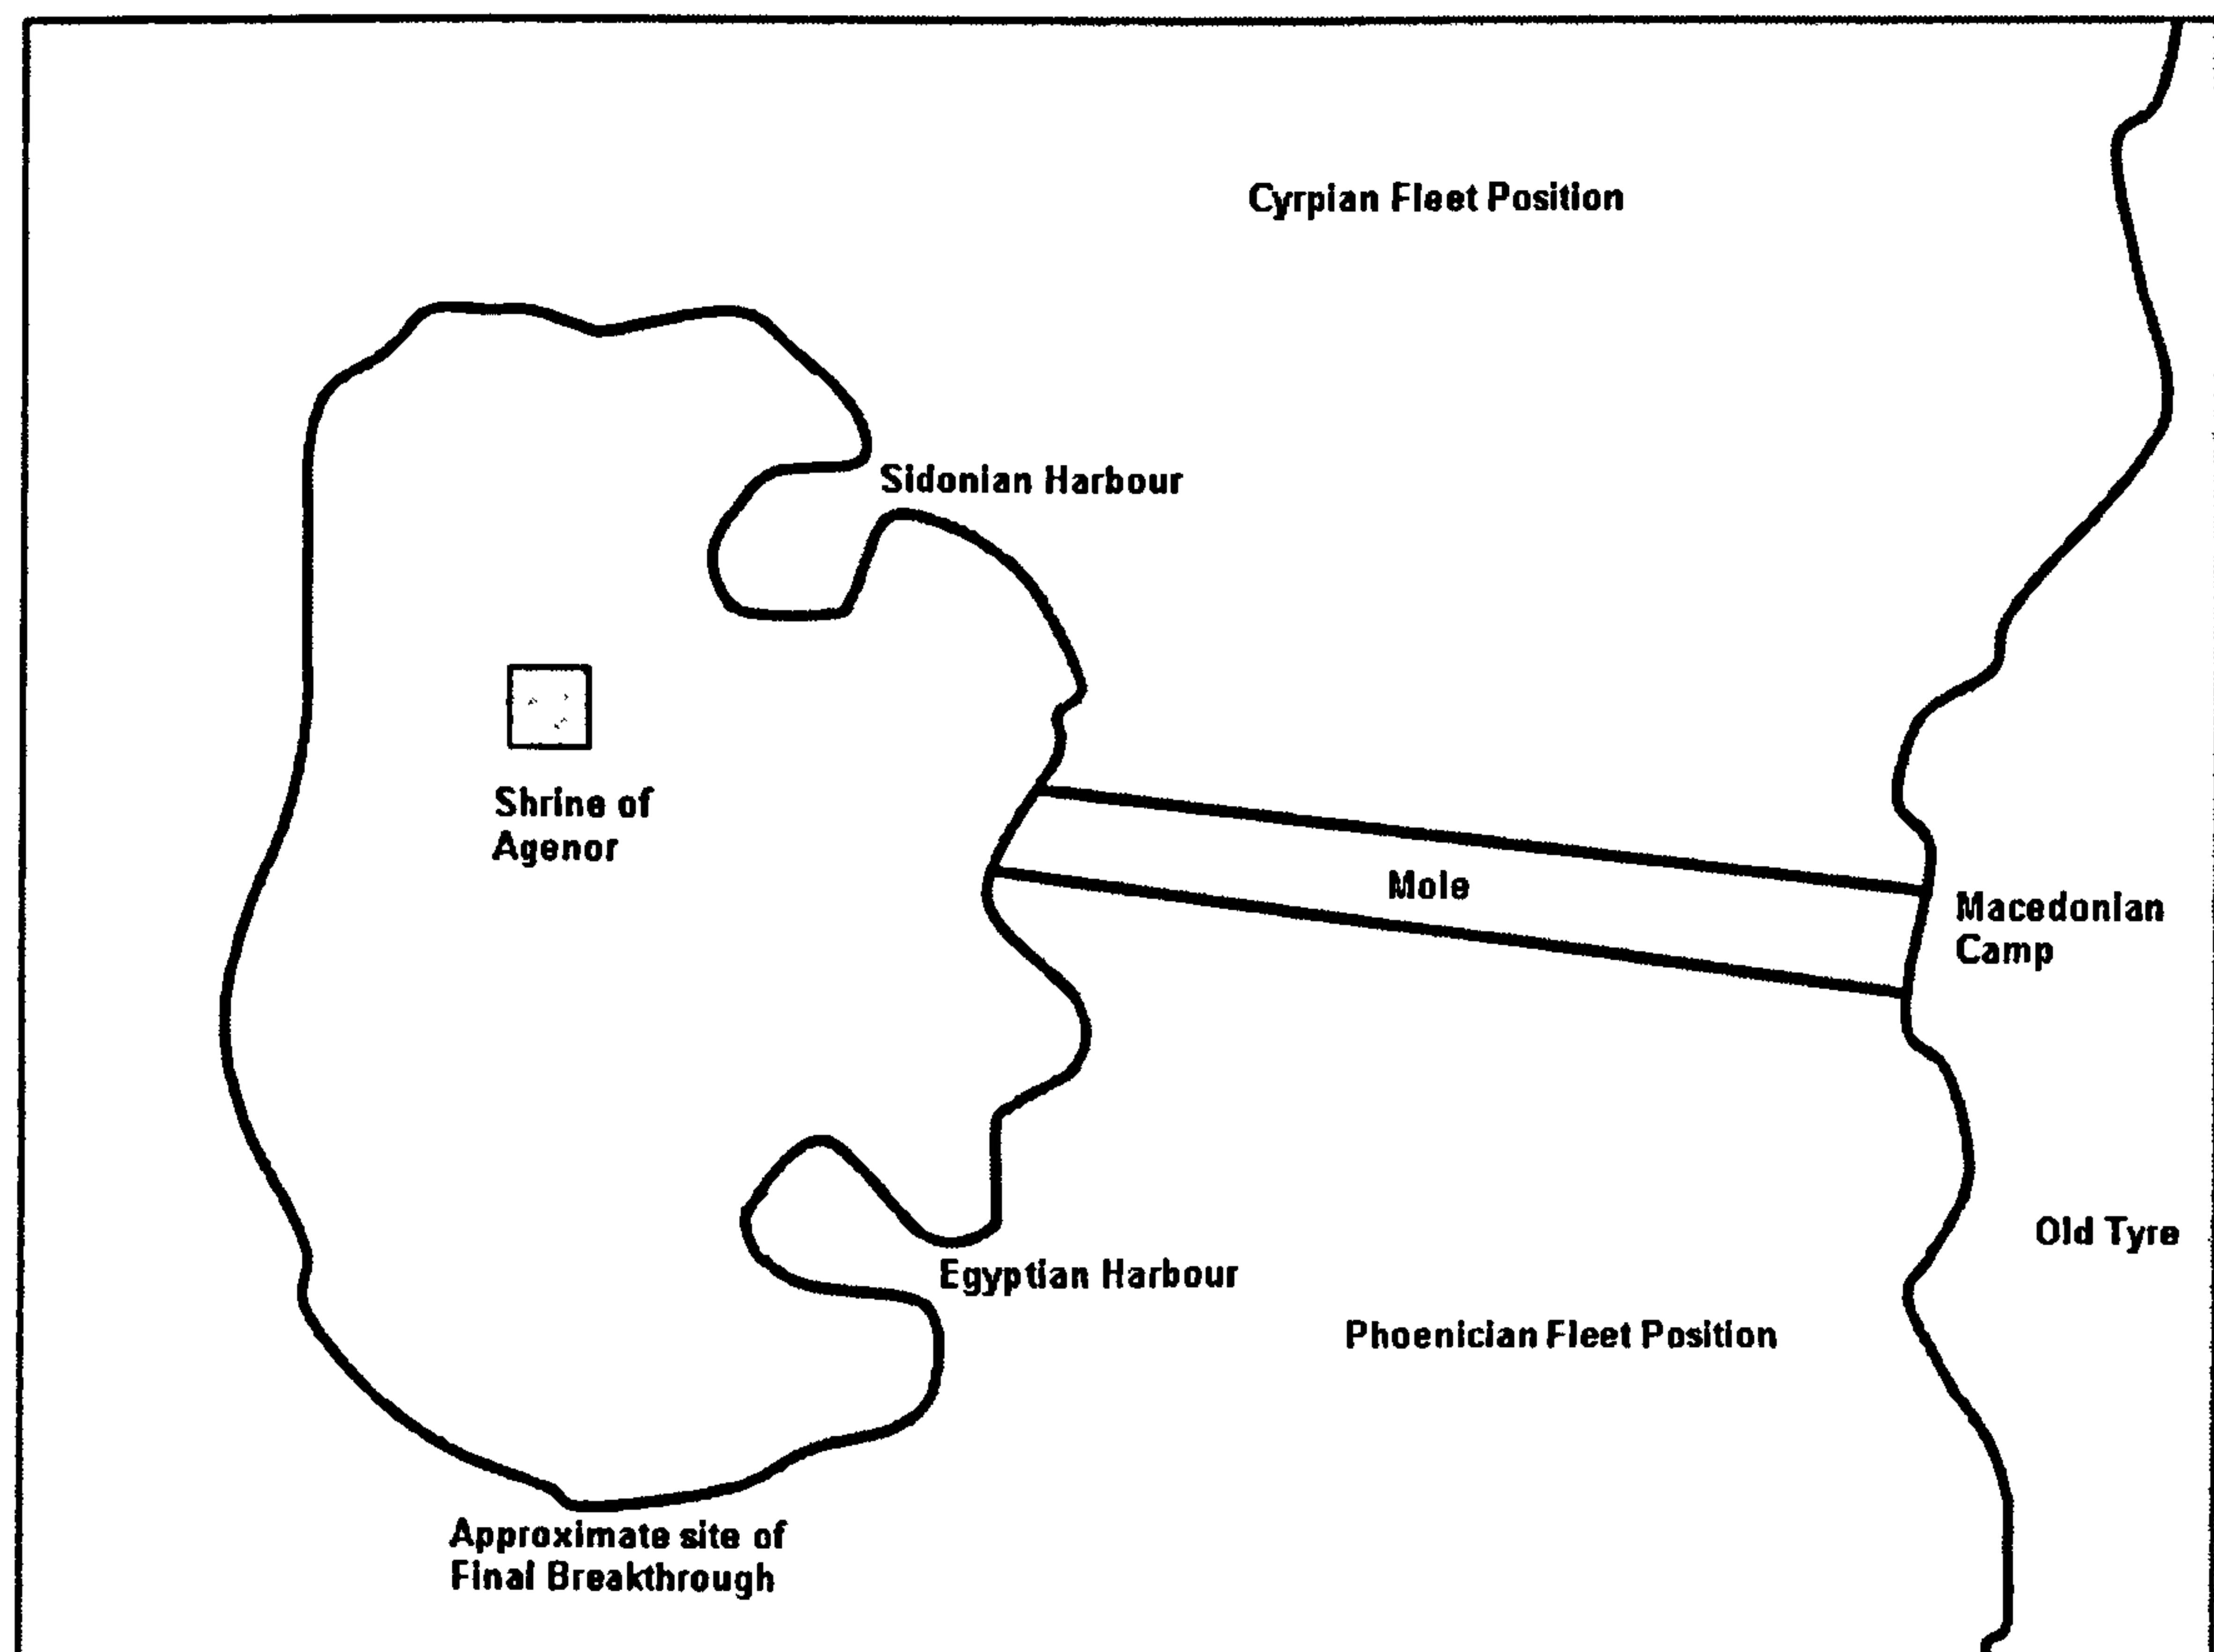 Cyrpian Fleet Position
Sidonian Harbour
Shrine of
Agenor
Mole
Macedonian
Camp
Old Tyre
Egyptian Harbour
Phoenician Fleet Position
Approximate site of
Final Breakthrough